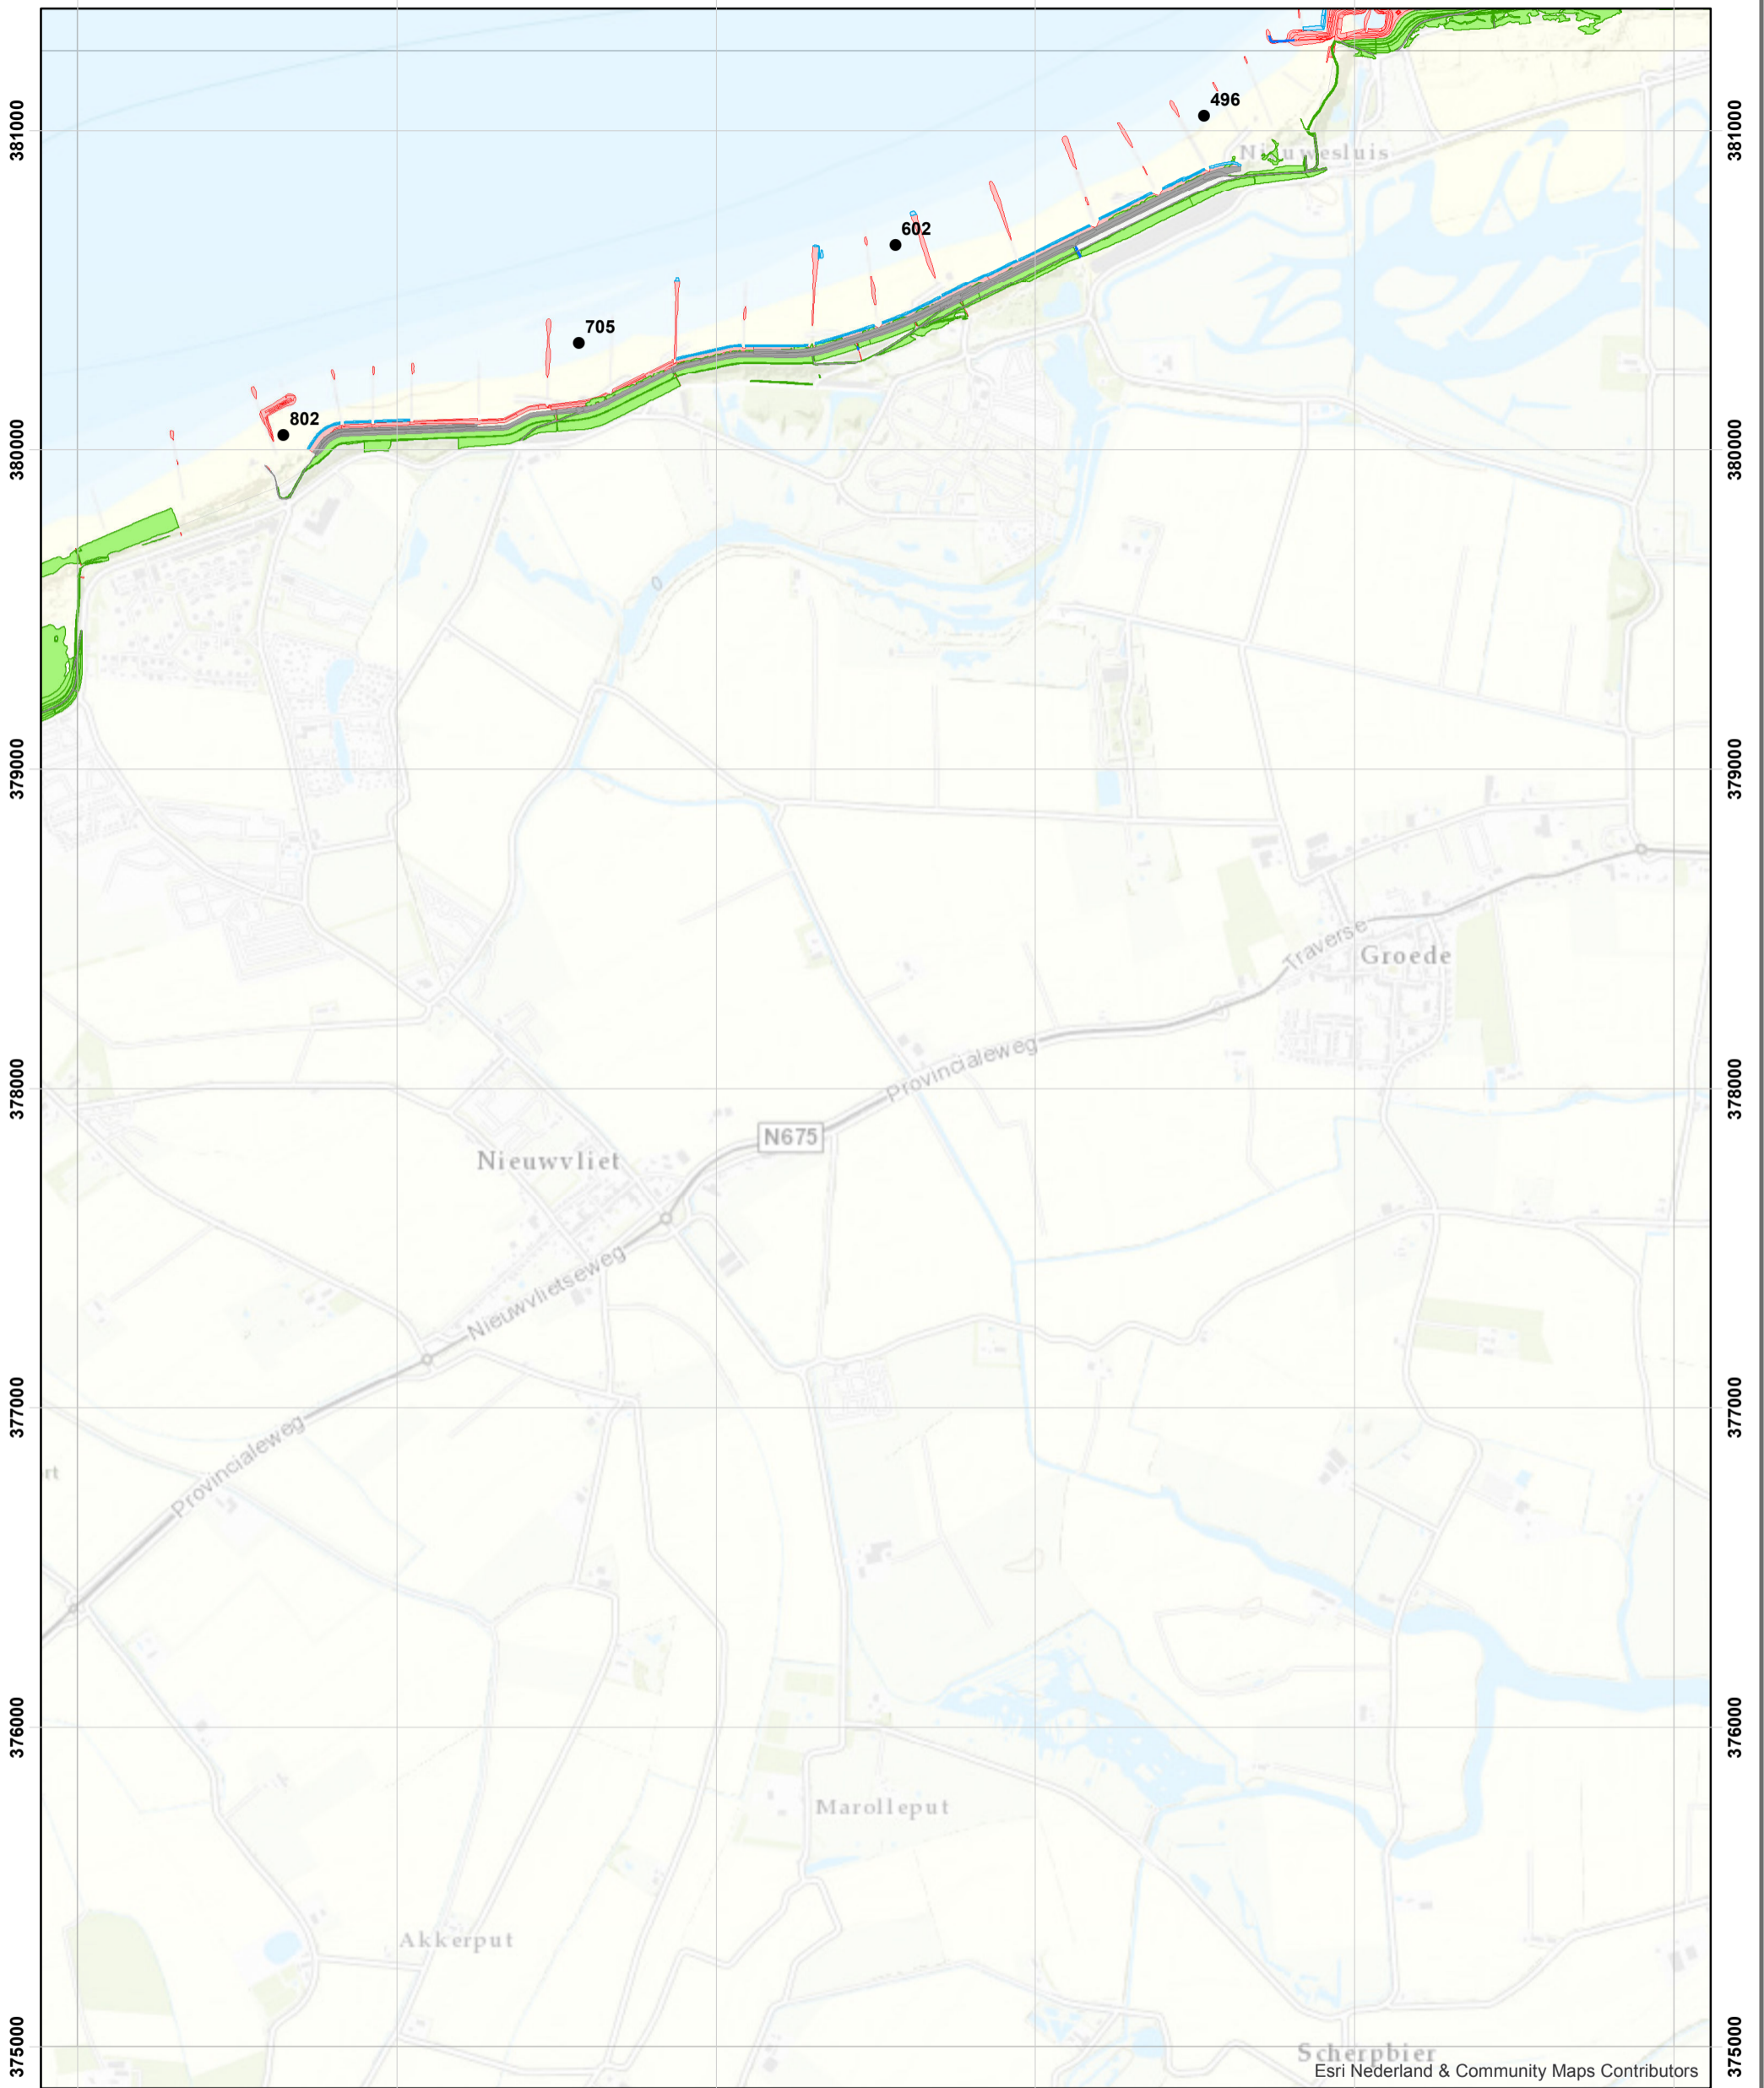 496
381000
381000
Nieuwesluis
602
705
802
380000
380000
379000
379000
Traverse
Groede
378000
378000
Provincialeweg
N675
Nieuwvliet
Nieuwvlietseweg
377000
377000
Provincialeweg
rt
376000
376000
Marolleput
Akkerput
375000
375000
Scherpbier
Esri Nederland & Community Maps Contributors